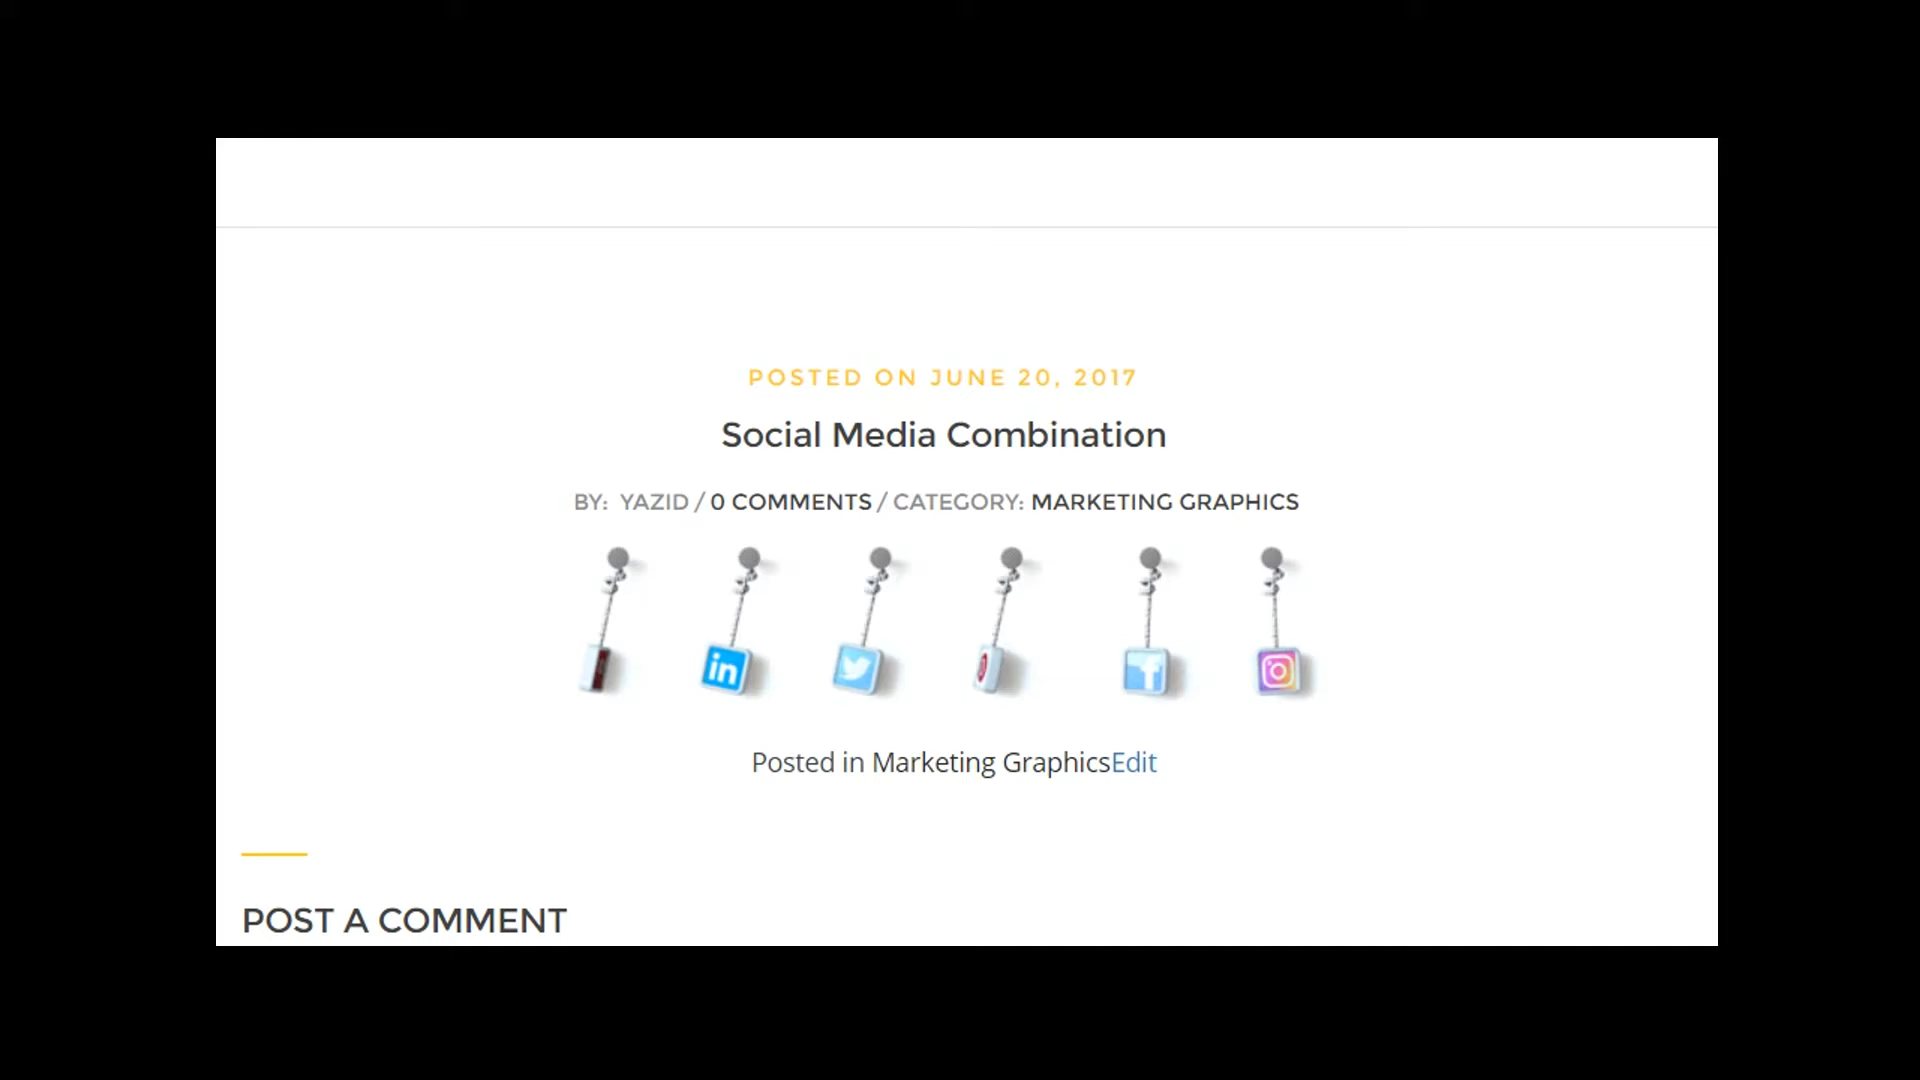 POSTED ON JUNE 20, 2017
Social Media Combination
BY: YAZID / 0 COMMENTS / CATEGORY: MARKETING GRAPHICS
in
f
Posted in Marketing GraphicsEdit
POST A COMMENT